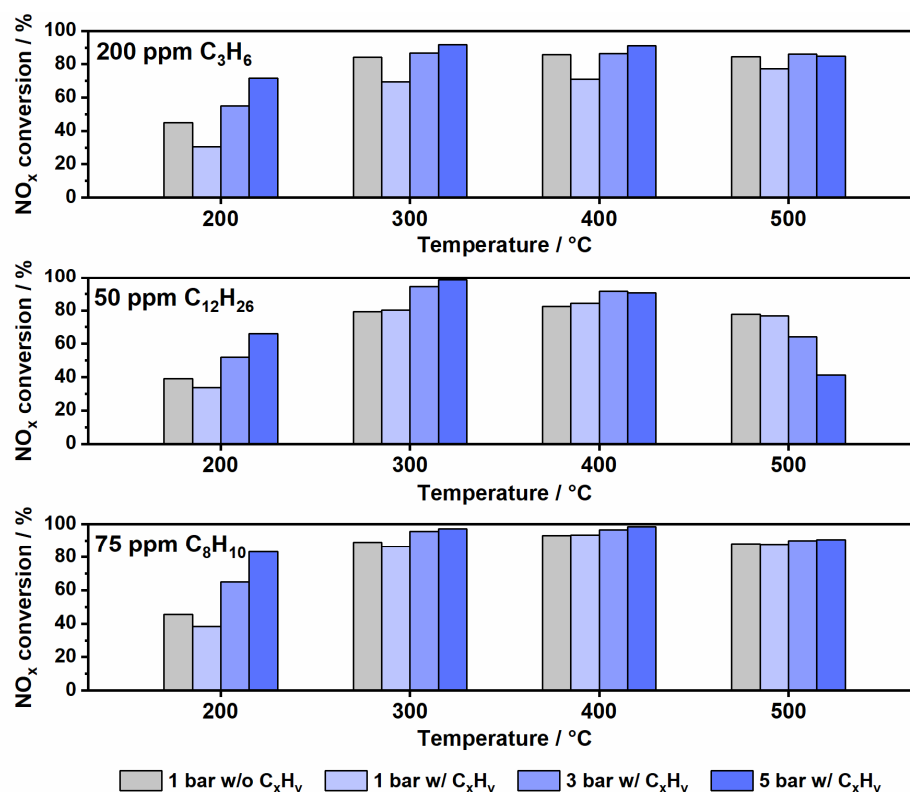 NOx conversion / %
100
80
60
40
20
0
200 ppm C3H6
200 300 400 500
Temperature / °C
NOx conversion / %
100
80
60
40
20
0
50 ppm C12H26
200 300 400 500
Temperature / °C
NOx conversion / %
100
80
60
40
20
0
75 ppm C8H10
200 300 400 500
Temperature / °C
1 bar w/o CxHy 1 bar w/ CxHy 3 bar w/ CxHy 5 bar w/ CxHy